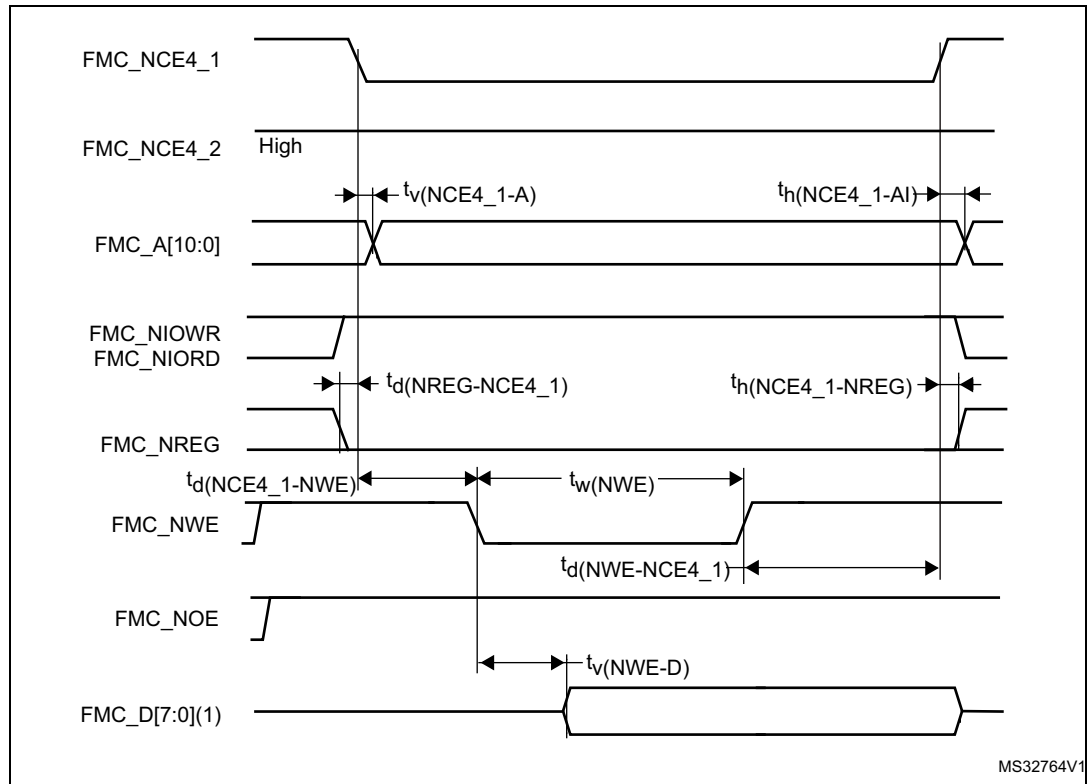 FMC_NCE4_1
FMC_NCE4_2
High
tv(NCE4_1-A)
th(NCE4_1-AI)
FMC_A[10:0]
FMC_NIOWR
FMC_NIORD
td(NREG-NCE4_1)
th(NCE4_1-NREG)
FMC_NREG
td(NCE4_1-NWE)
tw(NWE)
FMC_NWE
td(NWE-NCE4_1)
FMC_NOE
tv(NWE-D)
FMC_D[7:0](1)
MS32764V1